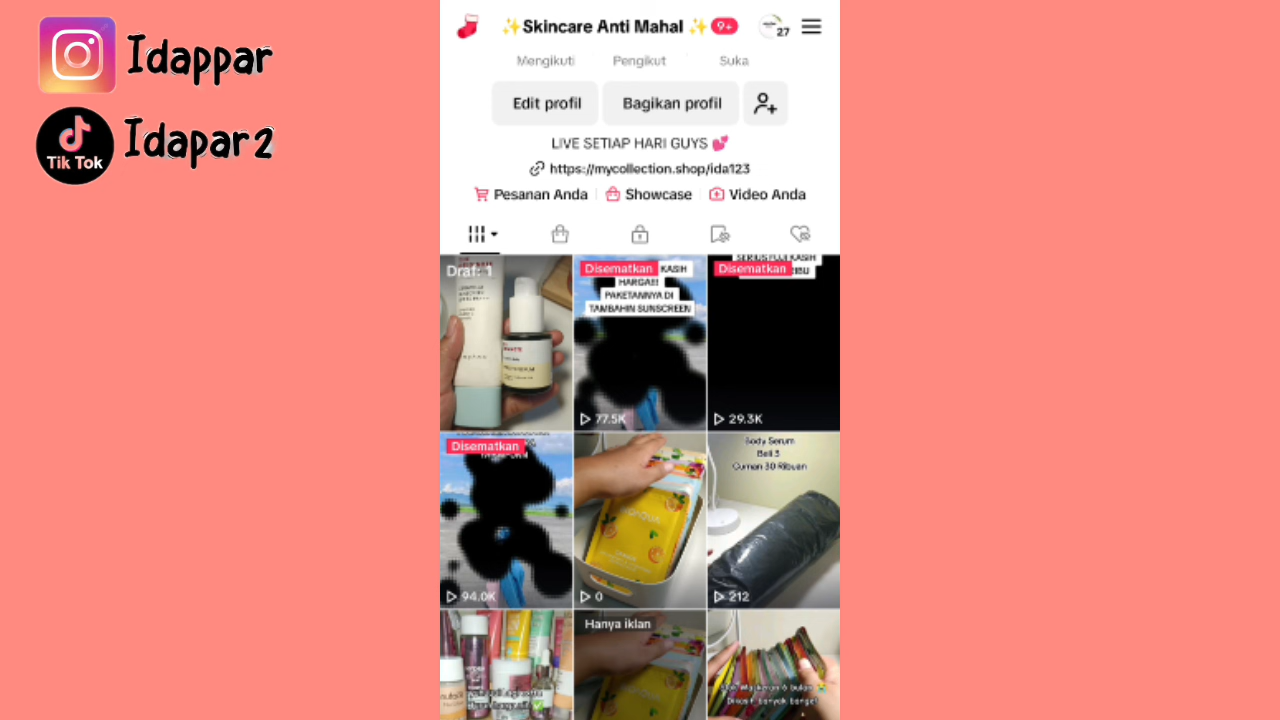 Idappar
Tik Tok
Idapar2
✨Skincare Anti Mahal ✨ 9+
27
Mengikuti Pengikut Suka
Edit profil Bagikan profil
LIVE SETIAP HARI GUYS 💕
https://mycollection.shop/ida123
Pesanan Anda Showcase Video Anda
Draf: 1
Disematkan KASIH
HARGA!!!
PAKETANNYA DI
TAMBAHIN SUNSCREEN
77.5K
Disematkan
29.3K
Disematkan
94.0K
0
Body Serum
Beli 3
Cuman 30 Ribuan
212
Hanya iklan